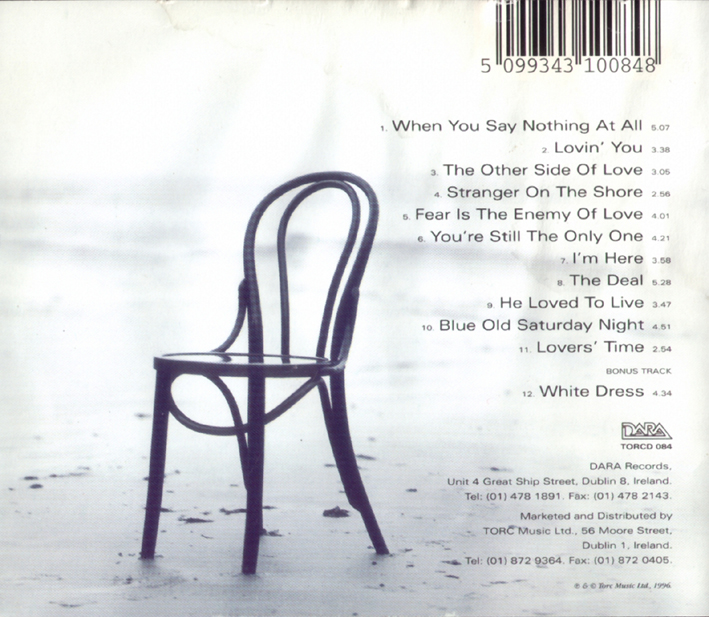 5 099343 100848
1. When You Say Nothing At All 5.07
2. Lovin' You 3.38
3. The Other Side Of Love 3.05
4. Stranger On The Shore 2.56
5. Fear Is The Enemy Of Love 4.01
6. You're Still The Only One 4.21
7. I'm Here 3.58
8. The Deal 5.28
9. He Loved To Live 3.47
10. Blue Old Saturday Night 4.51
11. Lovers' Time 2.54
BONUS TRACK
12. White Dress 4.34
DARA
TORCD 084
DARA Records,
Unit 4 Great Ship Street, Dublin 8, Ireland.
Tel: (01) 478 1891. Fax: (01) 478 2143.
Marketed and Distributed by
TORC Music Ltd., 56 Moore Street,
Dublin 1, Ireland.
Tel: (01) 872 9364. Fax: (01) 872 0405.
℗ & © Torc Music Ltd., 1996.